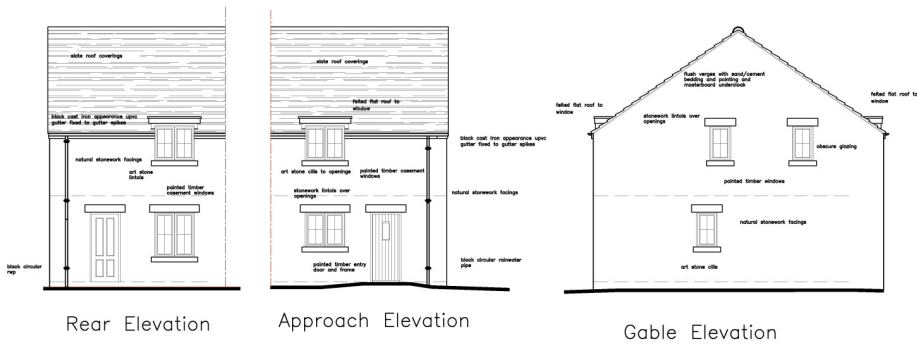 slate roof coverings
black cast iron appearance upvc
gutter fixed to gutter spikes
natural stonework facings
art stone
lintols
painted timber
casement windows
black circular
rwp
Rear Elevation
slate roof coverings
felted flat roof to
window
black cast iron appearance upvc
gutter fixed to gutter spikes
art stone cills to openings
painted timber casement
windows
stonework lintols over
openings
natural stonework facings
painted timber entry
door and frame
black circular rainwater
pipe
Approach Elevation
flush verges with sand/cement
bedding and pointing and
masterboard undercloak
felted flat roof to
window
felted flat roof to
window
stonework lintols over
openings
obscure glazing
painted timber windows
natural stonework facings
art stone cills
Gable Elevation